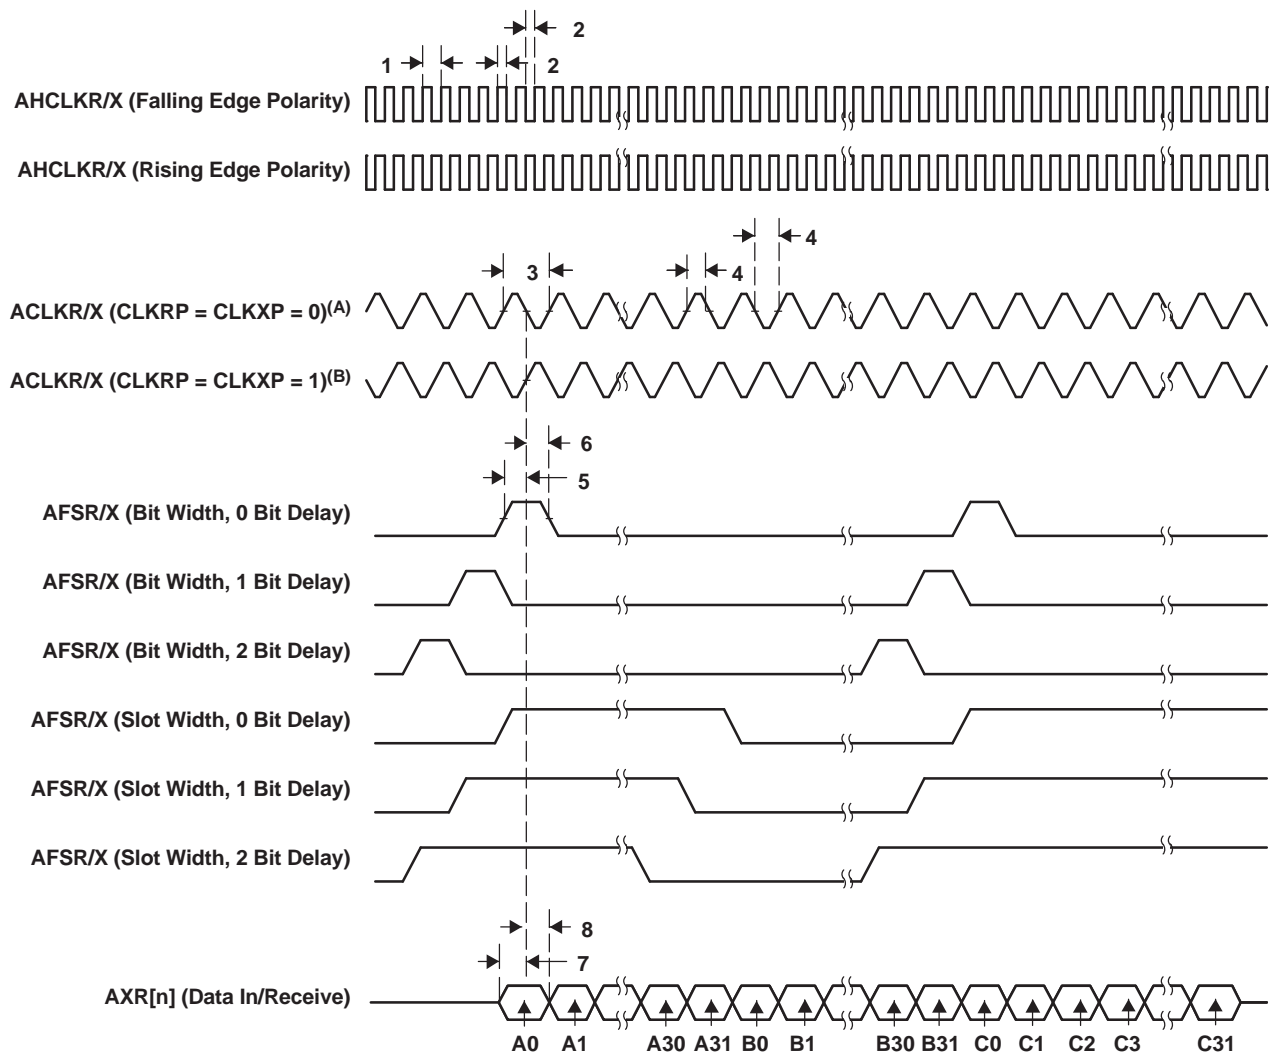 2
1
2
AHCLKR/X (Falling Edge Polarity)
AHCLKR/X (Rising Edge Polarity)
4
3
4
ACLKR/X (CLKRP = CLKXP = 0)(A)
ACLKR/X (CLKRP = CLKXP = 1)(B)
6
5
AFSR/X (Bit Width, 0 Bit Delay)
AFSR/X (Bit Width, 1 Bit Delay)
AFSR/X (Bit Width, 2 Bit Delay)
AFSR/X (Slot Width, 0 Bit Delay)
AFSR/X (Slot Width, 1 Bit Delay)
AFSR/X (Slot Width, 2 Bit Delay)
8
7
AXR[n] (Data In/Receive)
A0 A1 A30 A31 B0 B1 B30 B31 C0 C1 C2 C3 C31